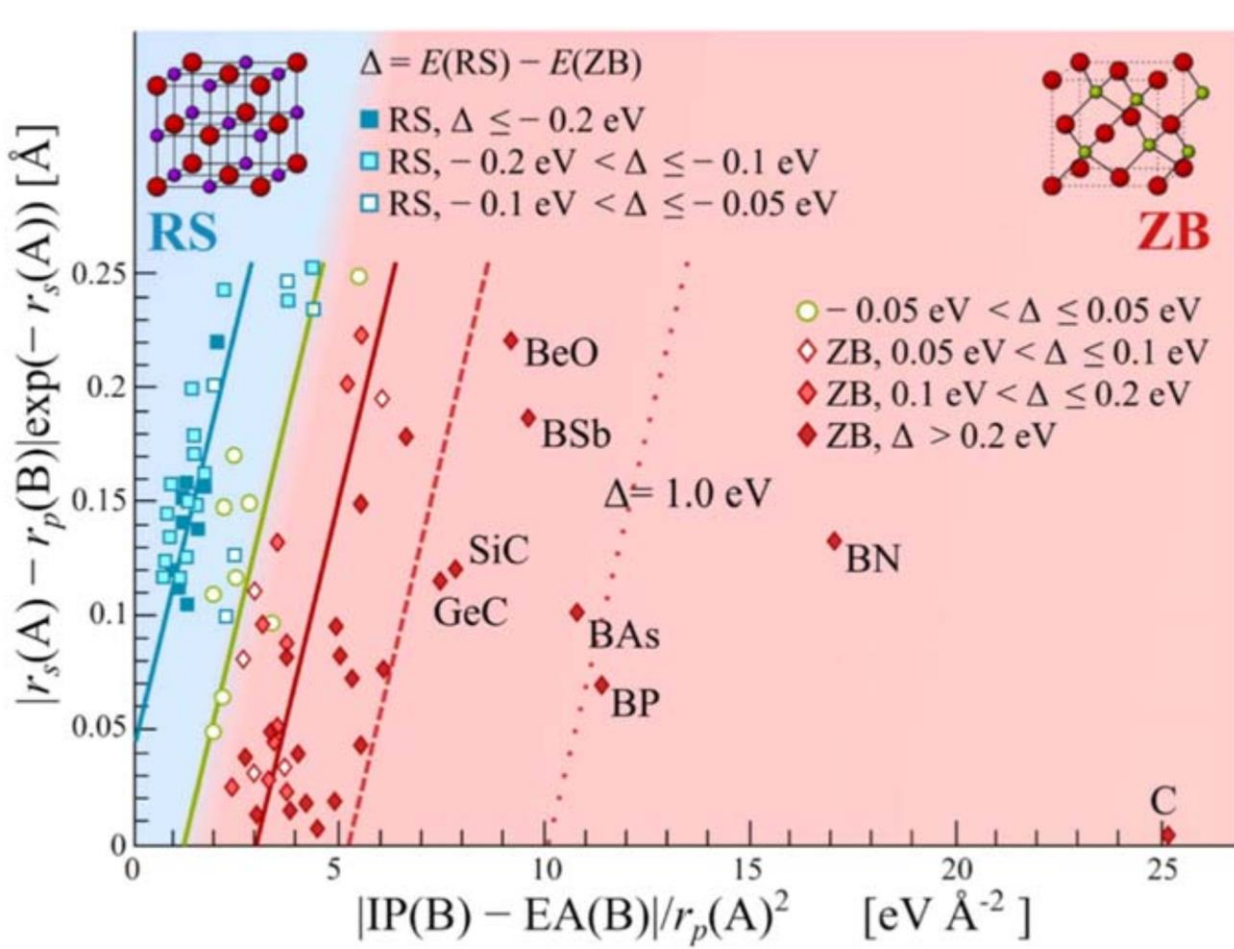 Δ = E(RS) − E(ZB)
RS, Δ ≤ − 0.2 eV
RS, − 0.2 eV < Δ ≤ − 0.1 eV
RS, − 0.1 eV < Δ ≤ − 0.05 eV
RS
ZB
− 0.05 eV < Δ ≤ 0.05 eV
ZB, 0.05 eV < Δ ≤ 0.1 eV
ZB, 0.1 eV < Δ ≤ 0.2 eV
ZB, Δ > 0.2 eV
|rs(A) − rp(B)|exp(− rs(A)) [Å]
0.25
0.2
0.15
0.1
0.05
0
BeO
BSb
Δ= 1.0 eV
SiC
GeC
BN
BAs
BP
C
0 5 10 15 20 25
|IP(B) − EA(B)|/rp(A)² [eV Å⁻²]